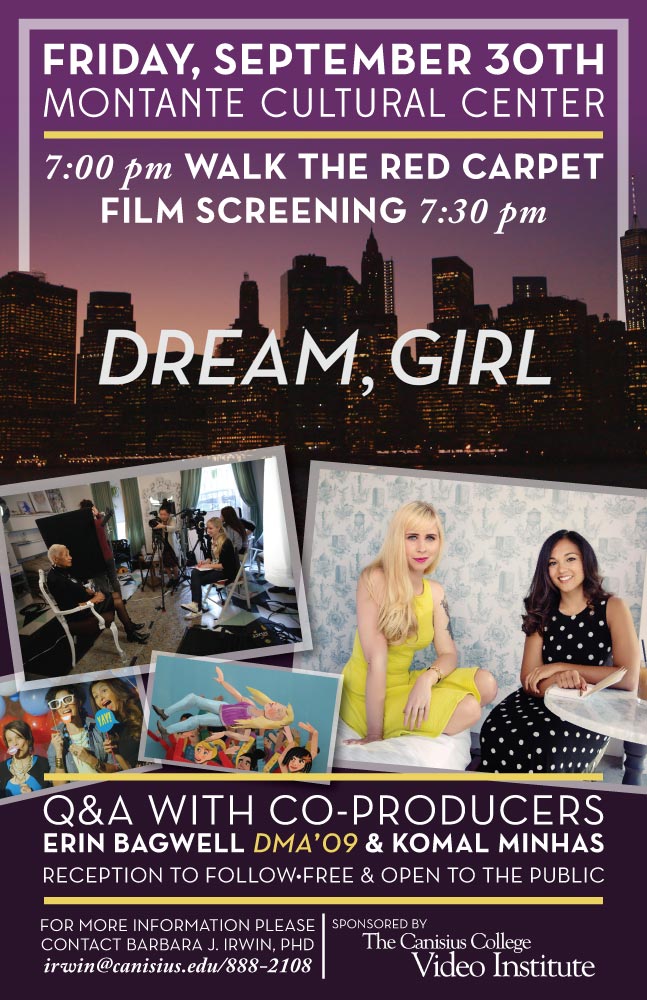 FRIDAY, SEPTEMBER 30TH
MONTANTE CULTURAL CENTER
7:00 pm WALK THE RED CARPET
FILM SCREENING 7:30 pm
DREAM, GIRL
YAY!
Q&A WITH CO-PRODUCERS
ERIN BAGWELL DMA'09 & KOMAL MINHAS
RECEPTION TO FOLLOW•FREE & OPEN TO THE PUBLIC
FOR MORE INFORMATION PLEASE
CONTACT BARBARA J. IRWIN, PHD
irwin@canisius.edu/888-2108
SPONSORED BY
The Canisius College
Video Institute